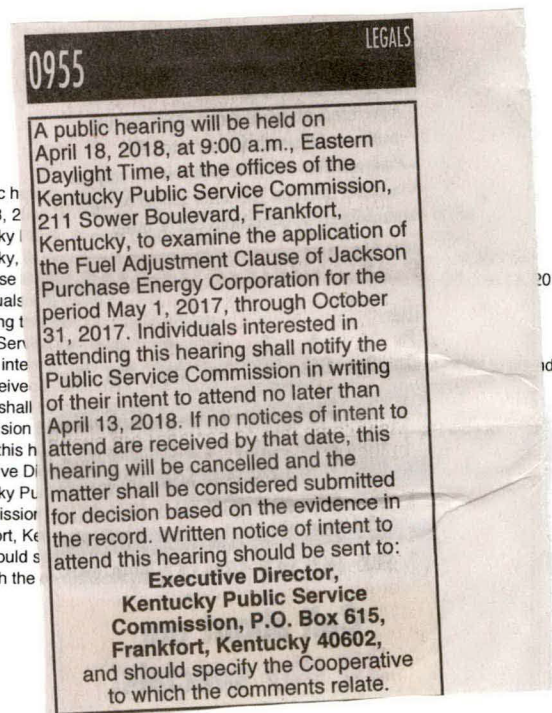 0955
LEGALS
A public hearing will be held on
April 18, 2018, at 9:00 a.m., Eastern
Daylight Time, at the offices of the
Kentucky Public Service Commission,
211 Sower Boulevard, Frankfort,
Kentucky, to examine the application of
the Fuel Adjustment Clause of Jackson
Purchase Energy Corporation for the
period May 1, 2017, through October
31, 2017. Individuals interested in
attending this hearing shall notify the
Public Service Commission in writing
of their intent to attend no later than
April 13, 2018. If no notices of intent to
attend are received by that date, this
hearing will be cancelled and the
matter shall be considered submitted
for decision based on the evidence in
the record. Written notice of intent to
attend this hearing should be sent to:
Executive Director,
Kentucky Public Service
Commission, P.O. Box 615,
Frankfort, Kentucky 40602,
and should specify the Cooperative
to which the comments relate.